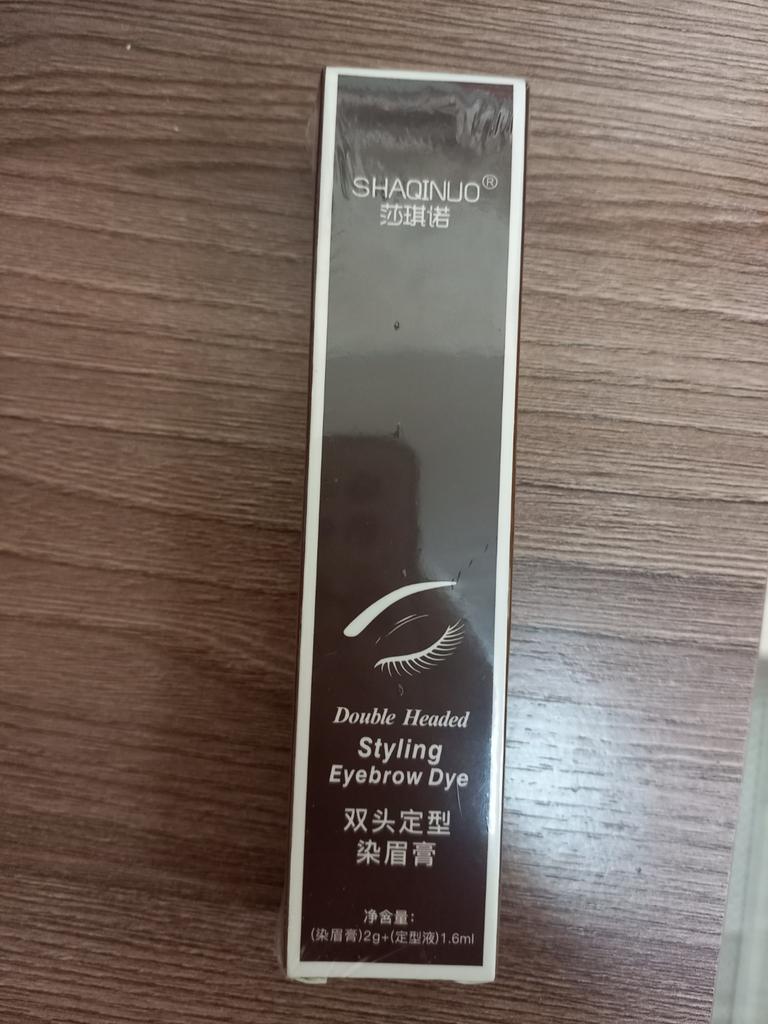 SHAQINUO®
莎琪诺
Double Headed
Styling
Eyebrow Dye
双头定型
染眉膏
净含量：
(染眉膏)2g+(定型液)1.6ml